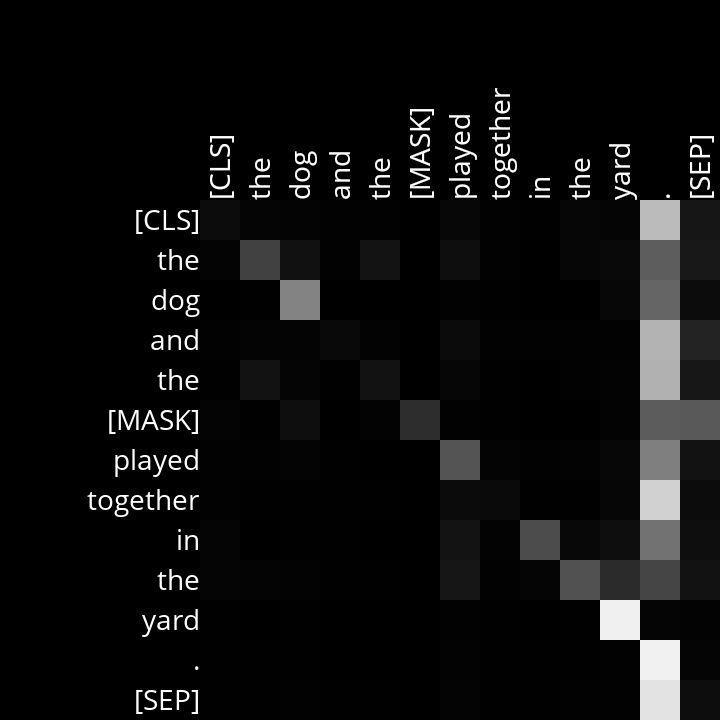 [CLS] the dog and the [MASK] played together in the yard . [SEP]
[CLS]
the
dog
and
the
[MASK]
played
together
in
the
yard
.
[SEP]